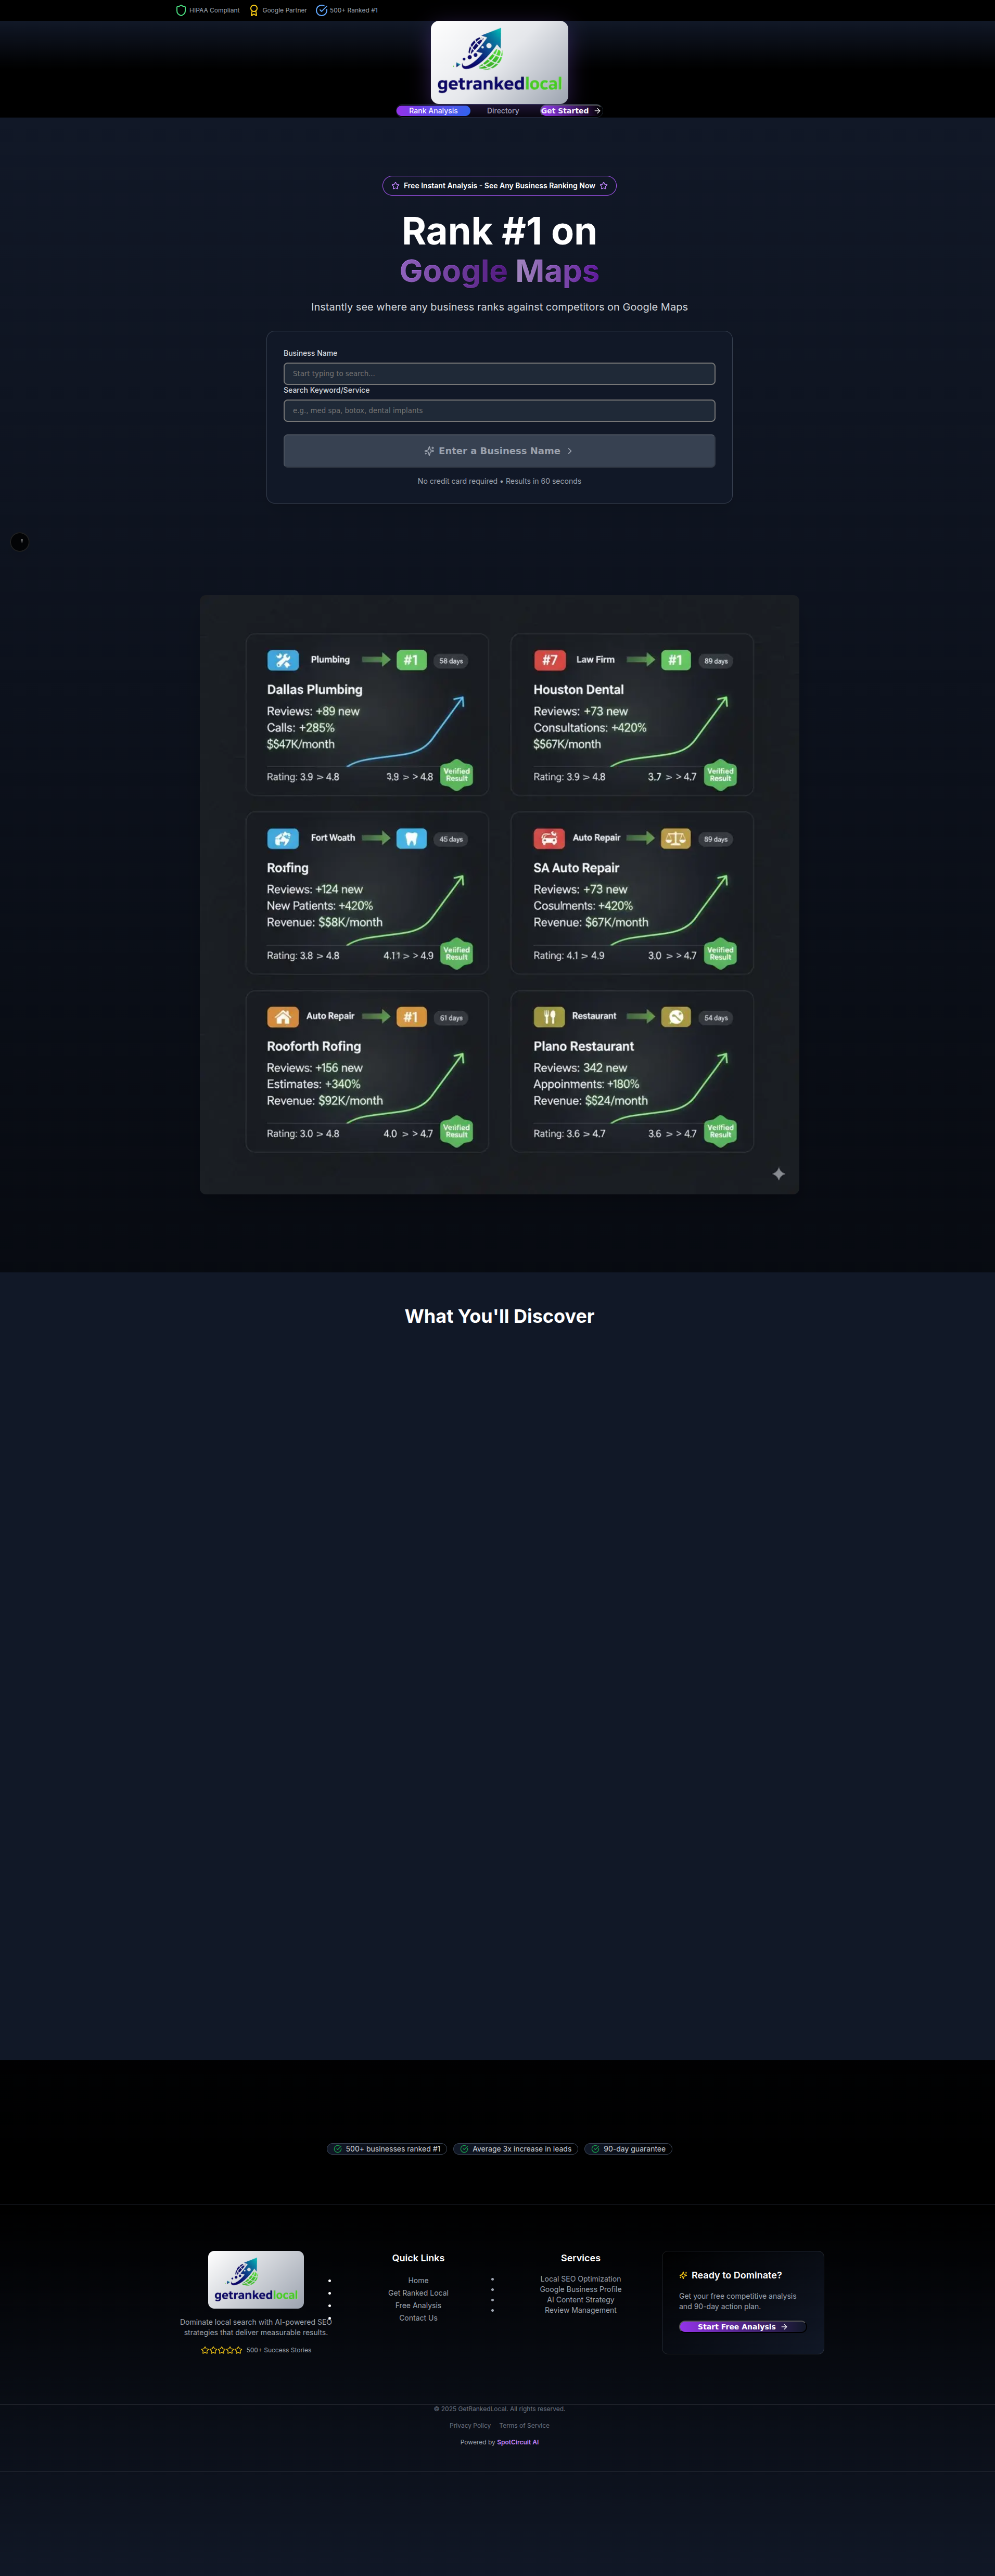 HIPAA Compliant
Google Partner
500+ Ranked #1
getrankedlocal
Rank Analysis
Directory
Get Started
Free Instant Analysis - See Any Business Ranking Now
Rank #1 on
Google Maps
Instantly see where any business ranks against competitors on Google Maps
Business Name
Start typing to search...
Search Keyword/Service
e.g., med spa, botox, dental implants
Enter a Business Name
No credit card required • Results in 60 seconds
Plumbing #1 58 days
Dallas Plumbing
Reviews: +89 new
Calls: +285%
$$47K/month
Rating: 3.9 > 4.8 3.9 > > 4.8
Verified
Result
#7 Law Firm #1 89 days
Houston Dental
Reviews: +73 new
Consultations: +420%
$$67K/month
Rating: 3.9 > 4.8 3.7 > > 4.7
Verified
Result
Fort Woath 45 days
Rorfing
Reviews: +124 new
New Patients: +420%
Revenue: $$8K/month
Rating: 3.8 > 4.8 4.11 > > 4.9
Verified
Result
Auto Repair 89 days
SA Auto Repair
Reviews: +73 new
Cosulments: +420%
Revenue: $67K/month
Rating: 4.1 > 4.9 3.0 > > 4.7
Verified
Result
Auto Repair #1 61 days
Rooforth Rofing
Reviews: +156 new
Estimates: +340%
Revenue: $92K/month
Rating: 3.0 > 4.8 4.0 > > 4.7
Verified
Result
Restaurant 54 days
Plano Restaurant
Reviews: 342 new
Appoinments: +180%
Revenue: $$24/month
Rating: 3.6 > 4.7 3.6 > > 4.7
Verified
Result
What You'll Discover
500+ businesses ranked #1
Average 3x increase in leads
90-day guarantee
getrankedlocal
Dominate local search with AI-powered SEO
strategies that deliver measurable results.
500+ Success Stories
Quick Links
Home
Get Ranked Local
Free Analysis
Contact Us
Services
Local SEO Optimization
Google Business Profile
AI Content Strategy
Review Management
Ready to Dominate?
Get your free competitive analysis
and 90-day action plan.
Start Free Analysis
© 2025 GetRankedLocal. All rights reserved.
Privacy Policy Terms of Service
Powered by SpotCircuit AI